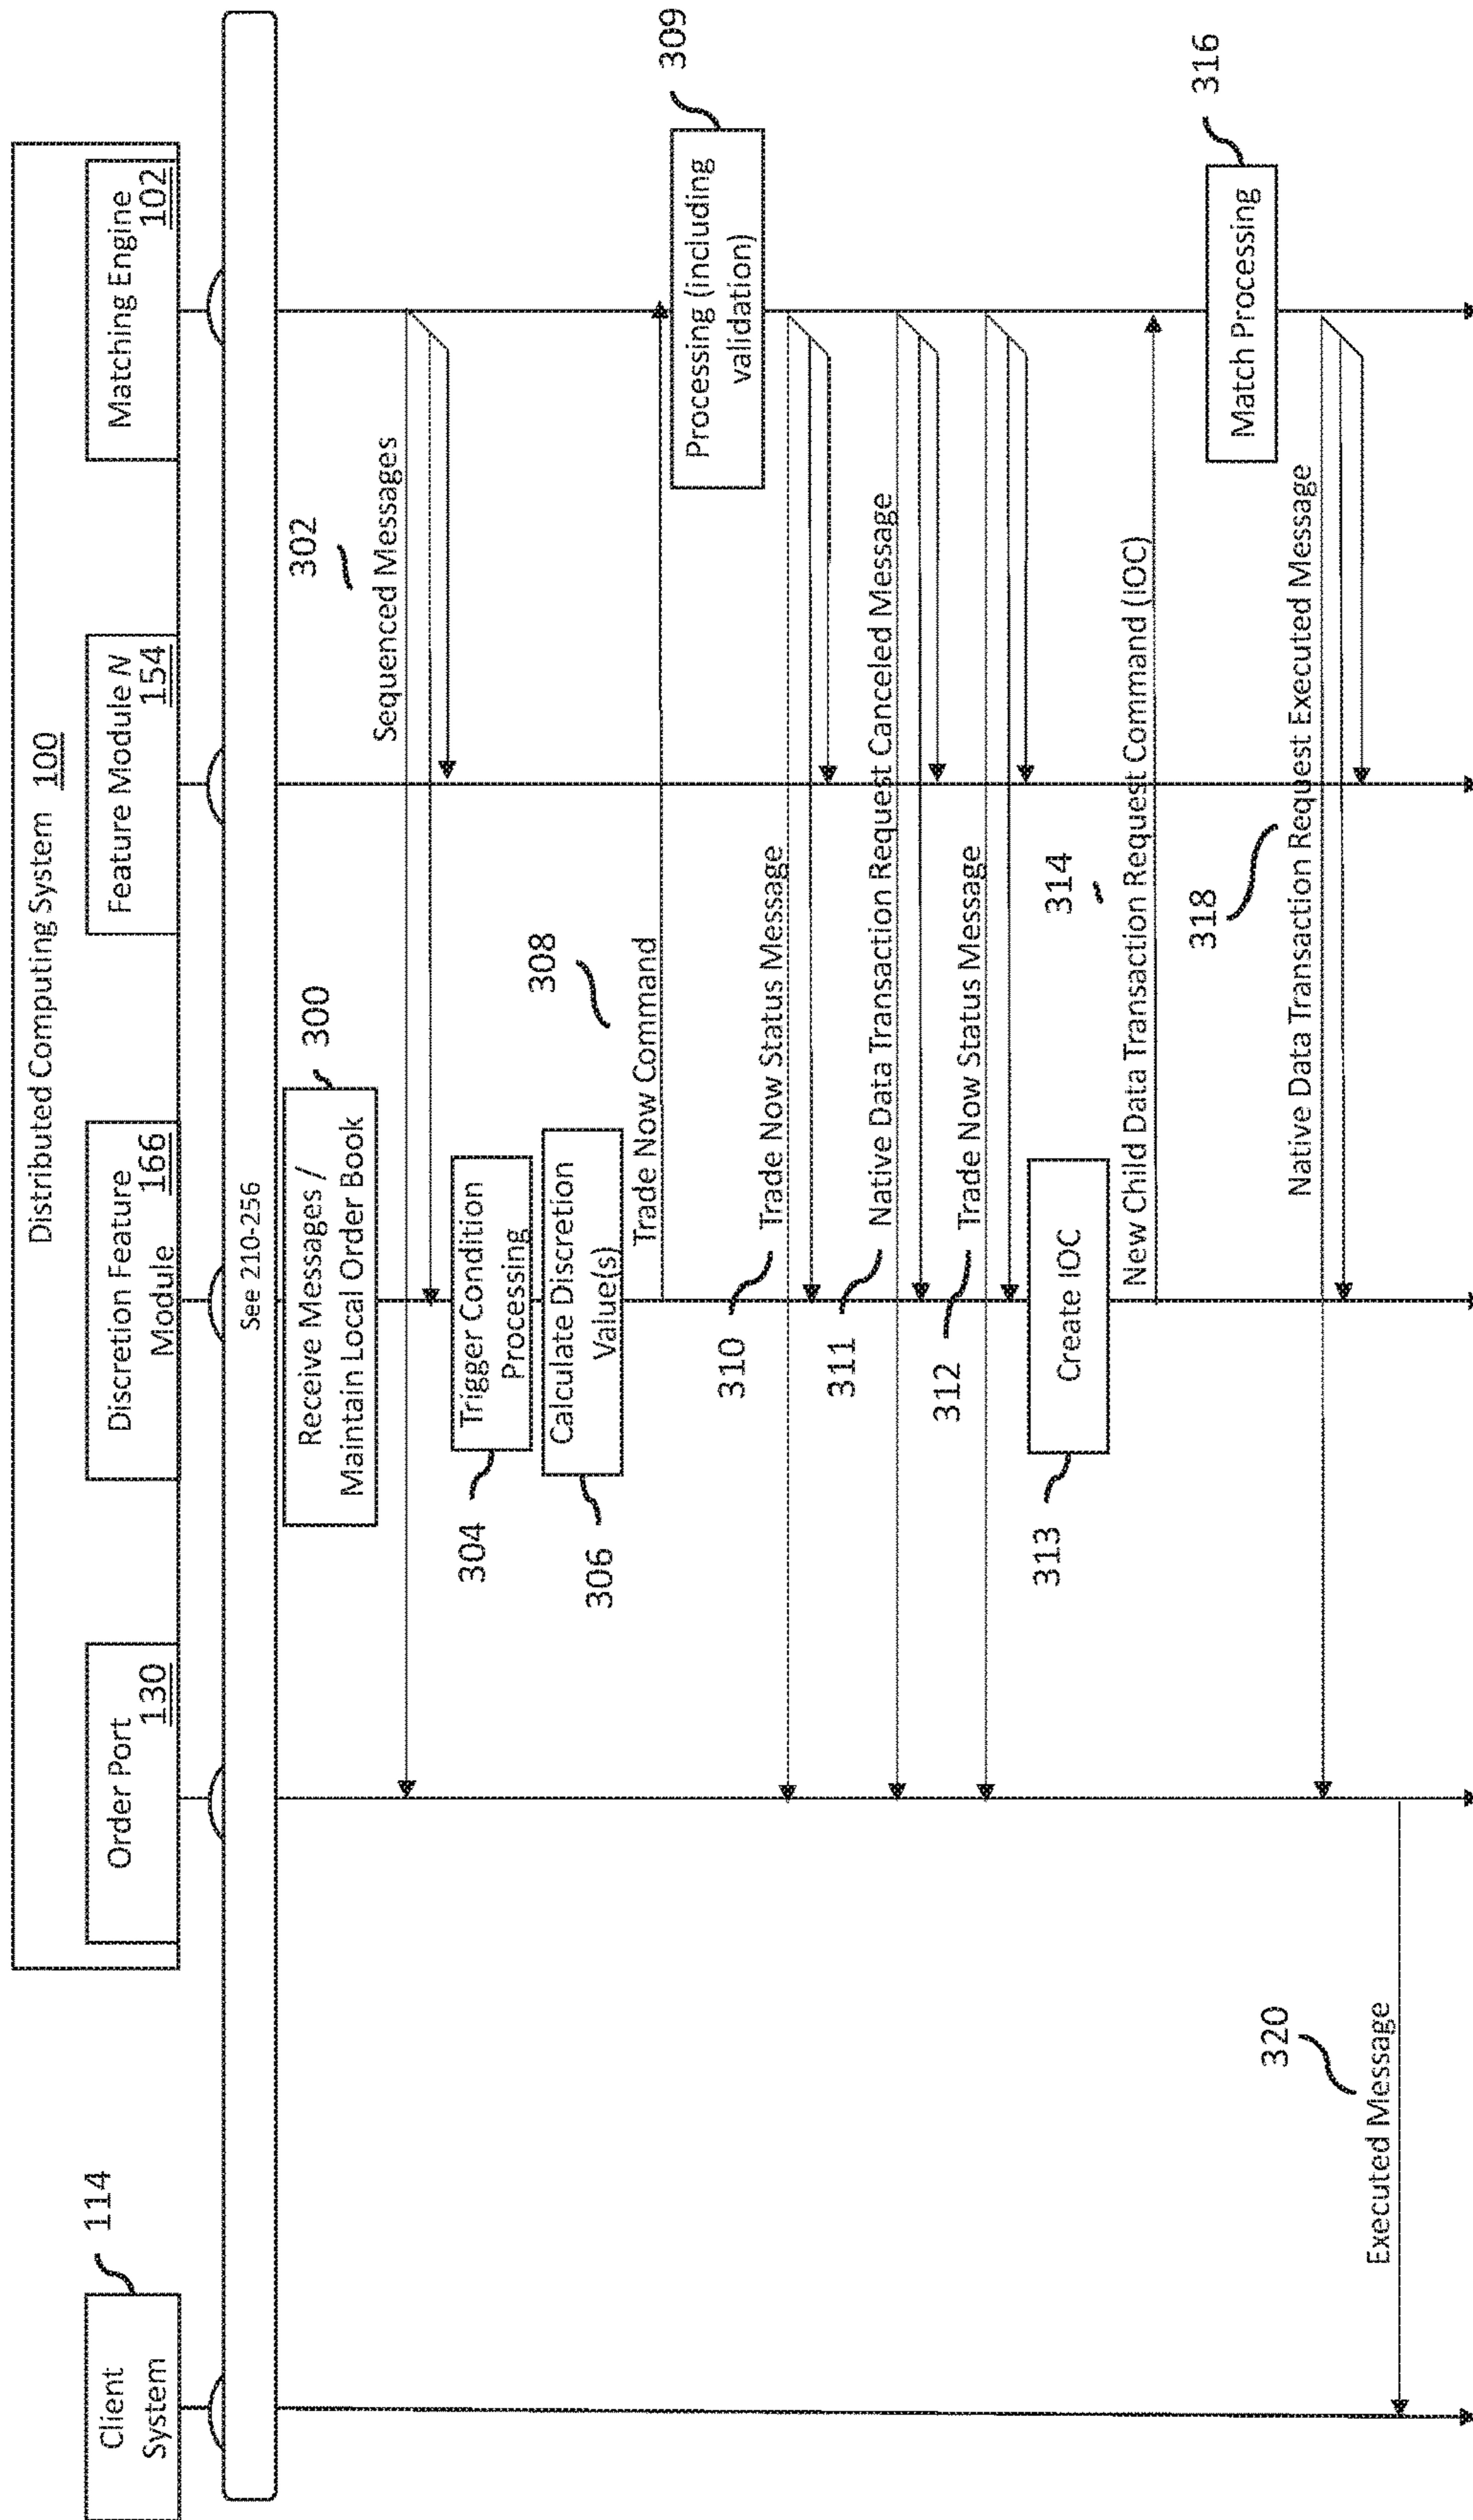 Distributed Computing System 100
Client
System
114
Order Port
130
Discretion Feature
Module 166
Feature Module N
154
Matching Engine
102
See 210-256
Receive Messages /
Maintain Local Order Book
300
302
Sequenced Messages
Trigger Condition
Processing
304
Calculate Discretion
Value(s)
306
308
Trade Now Command
Processing (including
validation)
309
310
Trade Now Status Message
311
Native Data Transaction Request Canceled Message
312
Trade Now Status Message
Create IOC
313
314
New Child Data Transaction Request Command (IOC)
Match Processing
316
318
Native Data Transaction Request Executed Message
320
Executed Message